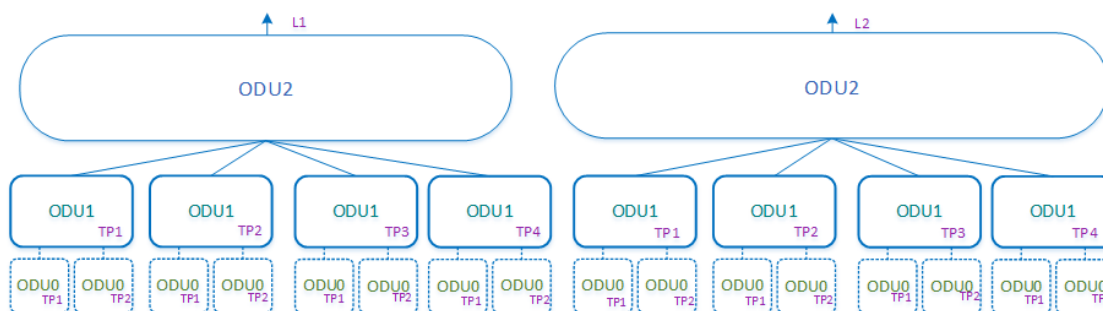 L1 L2
ODU2 ODU2
ODU1 ODU1 ODU1 ODU1 ODU1 ODU1 ODU1 ODU1
TP1 TP2 TP3 TP4 TP1 TP2 TP3 TP4
ODU0 ODU0 ODU0 ODU0 ODU0 ODU0 ODU0 ODU0 ODU0 ODU0 ODU0 ODU0 ODU0 ODU0 ODU0 ODU0
TP1 TP2 TP1 TP2 TP1 TP2 TP1 TP2 TP1 TP2 TP1 TP2 TP1 TP2 TP1